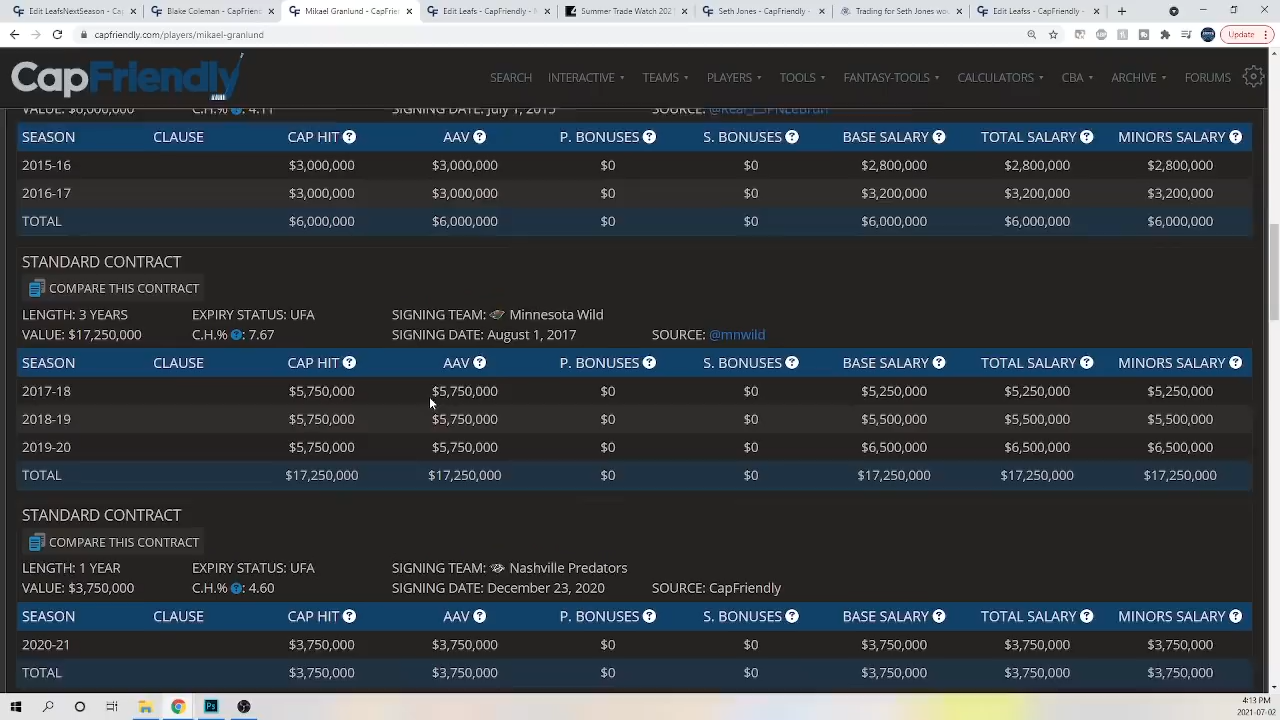 Edit LeafsNextSeason - Ca
Blake Coleman - CapFriend
Mikael Granlund - CapFrie
Edit Leafs - CapFriendly - N
Summer Trade Watch 202
Seth Jones - CapFriendly -
Trading for Seth Jones wou
Edit Leafs - CapFriendly -
capfriendly.com/players/mikael-granlund
Update
CapFriendly
SEARCH INTERACTIVE TEAMS PLAYERS TOOLS FANTASY-TOOLS CALCULATORS CBA ARCHIVE FORUMS
VALUE: $6,000,000 C.H.% : 4.11 SIGNING DATE: July 1, 2015 SOURCE: @Real_ESPNLeBrun
SEASON CLAUSE CAP HIT AAV P. BONUSES S. BONUSES BASE SALARY TOTAL SALARY MINORS SALARY
2015-16 $3,000,000 $3,000,000 $0 $0 $2,800,000 $2,800,000 $2,800,000
2016-17 $3,000,000 $3,000,000 $0 $0 $3,200,000 $3,200,000 $3,200,000
TOTAL $6,000,000 $6,000,000 $0 $0 $6,000,000 $6,000,000 $6,000,000
STANDARD CONTRACT
COMPARE THIS CONTRACT
LENGTH: 3 YEARS EXPIRY STATUS: UFA SIGNING TEAM: Minnesota Wild
VALUE: $17,250,000 C.H.% : 7.67 SIGNING DATE: August 1, 2017 SOURCE: @mnwild
SEASON CLAUSE CAP HIT AAV P. BONUSES S. BONUSES BASE SALARY TOTAL SALARY MINORS SALARY
2017-18 $5,750,000 $5,750,000 $0 $0 $5,250,000 $5,250,000 $5,250,000
2018-19 $5,750,000 $5,750,000 $0 $0 $5,500,000 $5,500,000 $5,500,000
2019-20 $5,750,000 $5,750,000 $0 $0 $6,500,000 $6,500,000 $6,500,000
TOTAL $17,250,000 $17,250,000 $0 $0 $17,250,000 $17,250,000 $17,250,000
STANDARD CONTRACT
COMPARE THIS CONTRACT
LENGTH: 1 YEAR EXPIRY STATUS: UFA SIGNING TEAM: Nashville Predators
VALUE: $3,750,000 C.H.% : 4.60 SIGNING DATE: December 23, 2020 SOURCE: CapFriendly
SEASON CLAUSE CAP HIT AAV P. BONUSES S. BONUSES BASE SALARY TOTAL SALARY MINORS SALARY
2020-21 $3,750,000 $3,750,000 $0 $0 $3,750,000 $3,750,000 $3,750,000
TOTAL $3,750,000 $3,750,000 $0 $0 $3,750,000 $3,750,000 $3,750,000
4:13 PM
2021-07-02